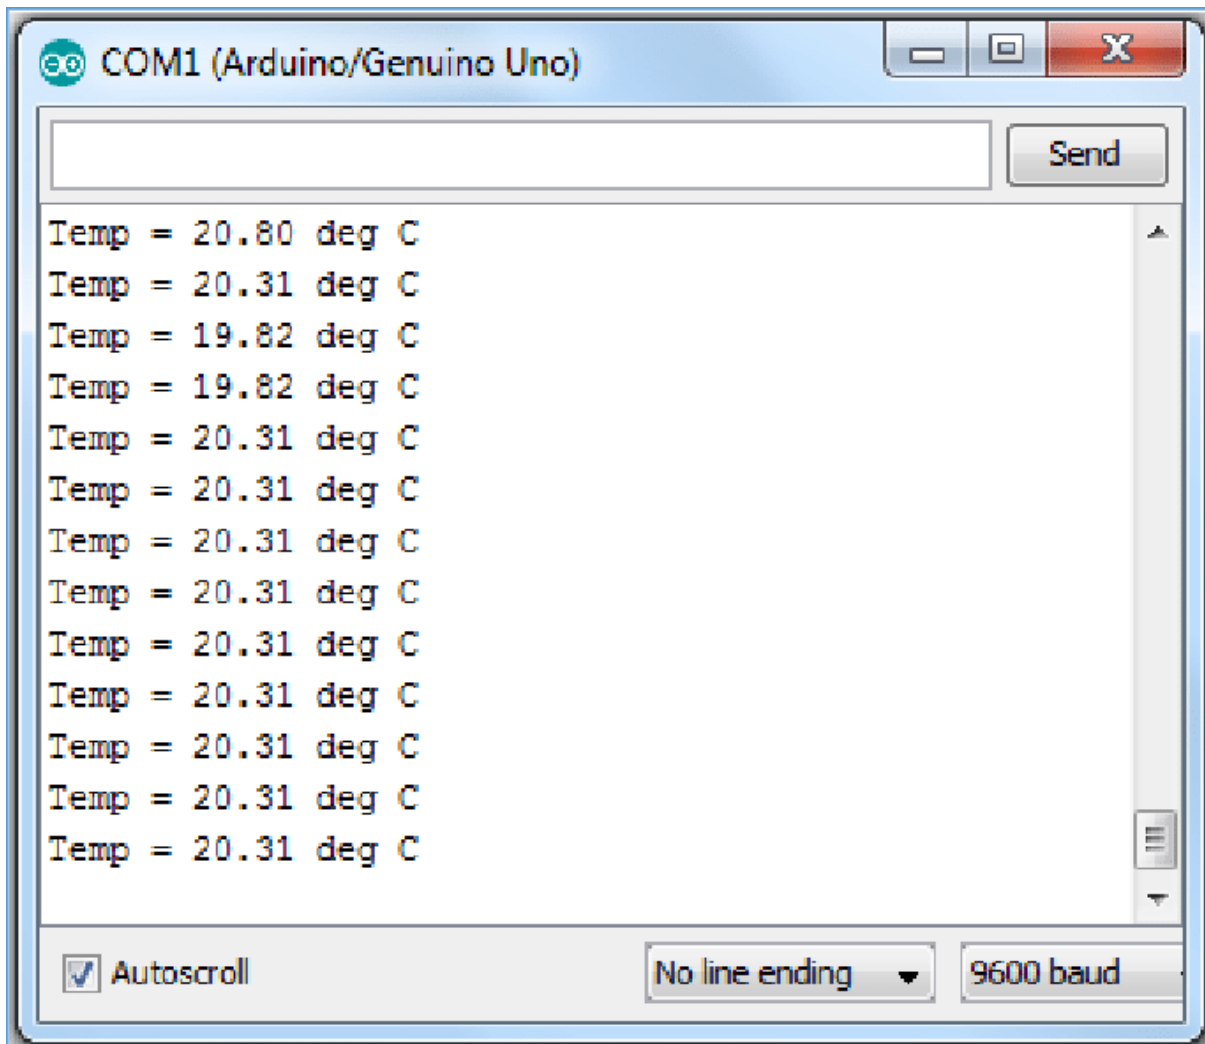 COM1 (Arduino/Genuino Uno)
Send
Temp = 20.80 deg C
Temp = 20.31 deg C
Temp = 19.82 deg C
Temp = 19.82 deg C
Temp = 20.31 deg C
Temp = 20.31 deg C
Temp = 20.31 deg C
Temp = 20.31 deg C
Temp = 20.31 deg C
Temp = 20.31 deg C
Temp = 20.31 deg C
Temp = 20.31 deg C
Temp = 20.31 deg C
Autoscroll No line ending 9600 baud